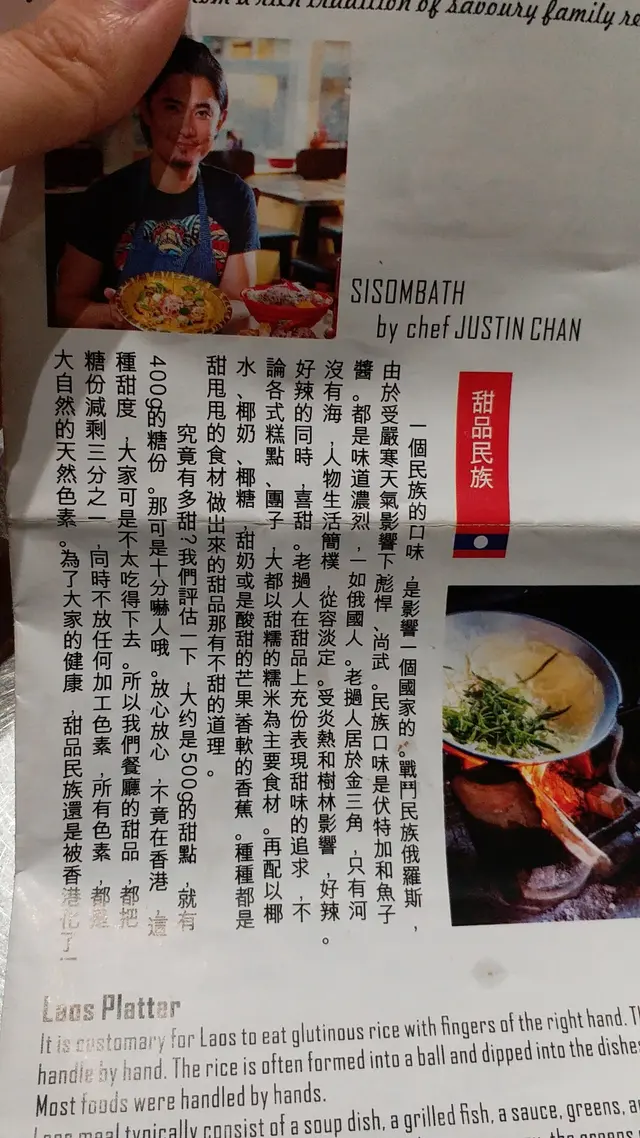 a rich tradition of savoury family
SISOMBATH
by chef JUSTIN CHAN
甜品民族
一個民族的口味，是影響一個國家的。戰鬥民族俄羅斯，
由於受嚴寒天氣影響下，彪悍、尚武。民族口味是伏特加和魚子
醬。都是味道濃烈，一如俄國人。老撾人居於金三角，只有河
沒有海，人物生活簡樸，從容淡定。受炎熱和樹林影響，好辣。
好辣的同時，喜甜。老撾人在甜品上充份表現甜味的追求，不
論各式糕點、團子，大都以甜糯的糯米為主要食材。再配以椰
水、椰奶、椰糖，甜奶或是酸甜的芒果，香軟的香蕉。種種都是
甜甩甩的食材，做出來的甜品那有不甜的道理。
究竟有多甜?我們評估一下，大约是500g的甜點，就有
400g的糖份。那可是十分嚇人哦。放心放心，不竟在香港，這
種甜度，大家可是不太吃得下去。所以我們餐廳的甜品，都把
糖份減剩三分之一，同時不放任何加工色素，所有色素，都是
大自然的天然色素。為了大家的健康，甜品民族還是被香港化了!
Laos Platter
It is customary for Laos to eat glutinous rice with fingers of the right hand.
handle by hand. The rice is often formed into a ball and dipped into the dishes
Most foods were handled by hands.
meal typically consist of a soup dish, a grilled fish, a sauce, greens,